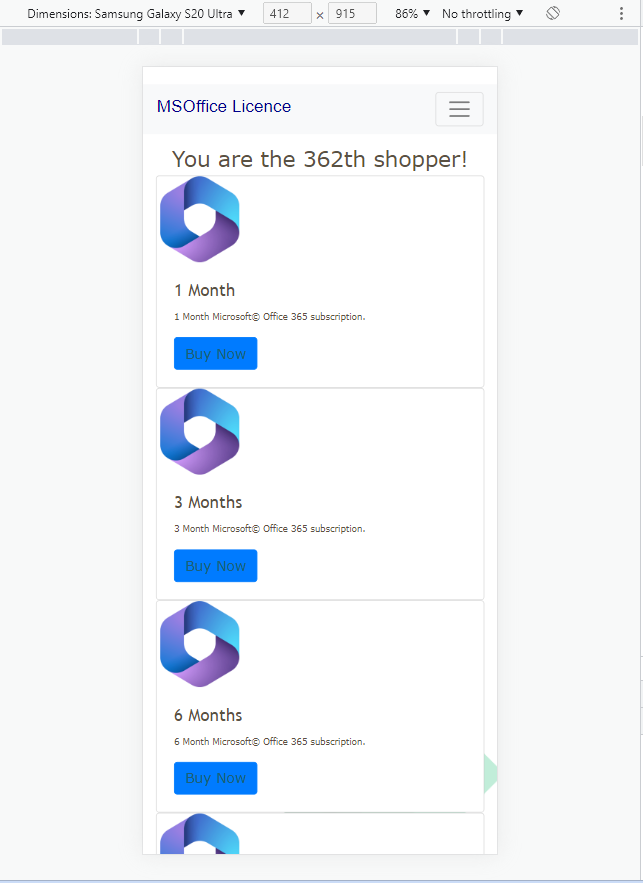 Dimensions: Samsung Galaxy S20 Ultra ▼ 412 × 915 86% ▼ No throttling ▼
MSOffice Licence
You are the 362th shopper!
1 Month
1 Month Microsoft© Office 365 subscription.
Buy Now
3 Months
3 Month Microsoft© Office 365 subscription.
Buy Now
6 Months
6 Month Microsoft© Office 365 subscription.
Buy Now